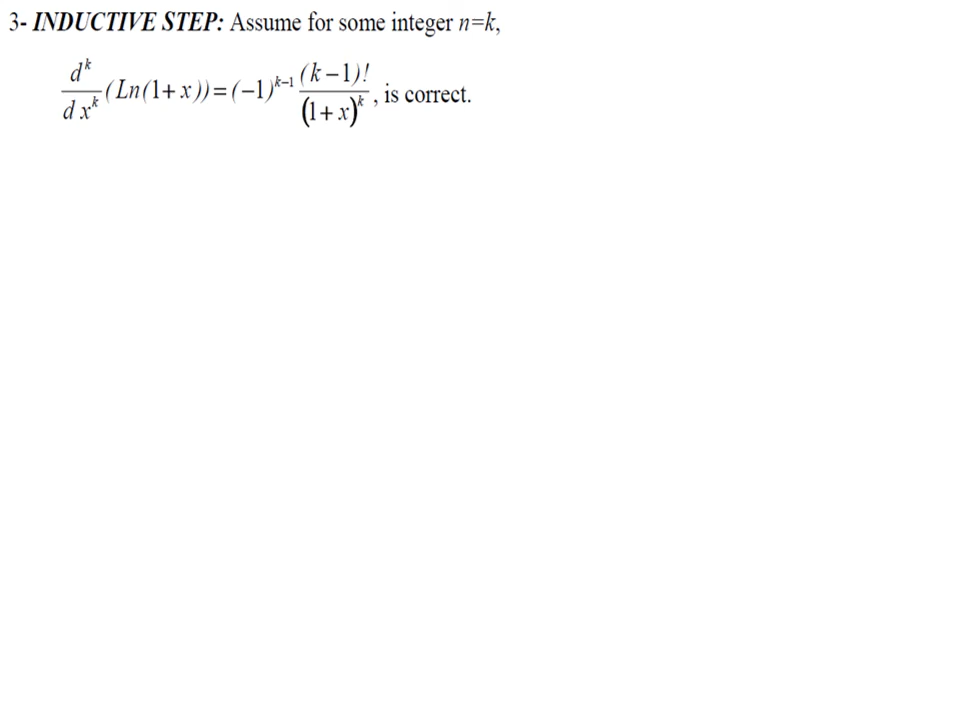 3- INDUCTIVE STEP: Assume for some integer n=k,
d^k/dx^k (Ln(1+x))=(−1)^{k−1} (k−1)!/(1+x)^k , is correct.